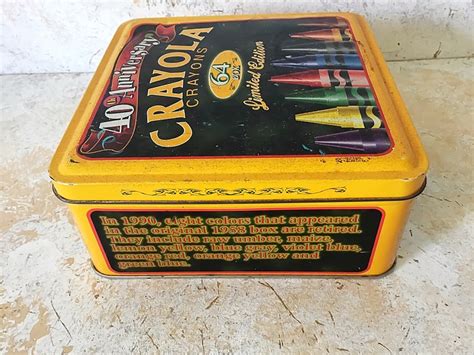 40th Anniversary
CRAYOLA
CRAYONS
64
BOX
Limited Edition
In 1990, eight colors that appeared
in the original 1958 box are retired.
They include raw umber, maize,
lemon yellow, blue gray, violet blue,
orange red, orange yellow and
green blue.